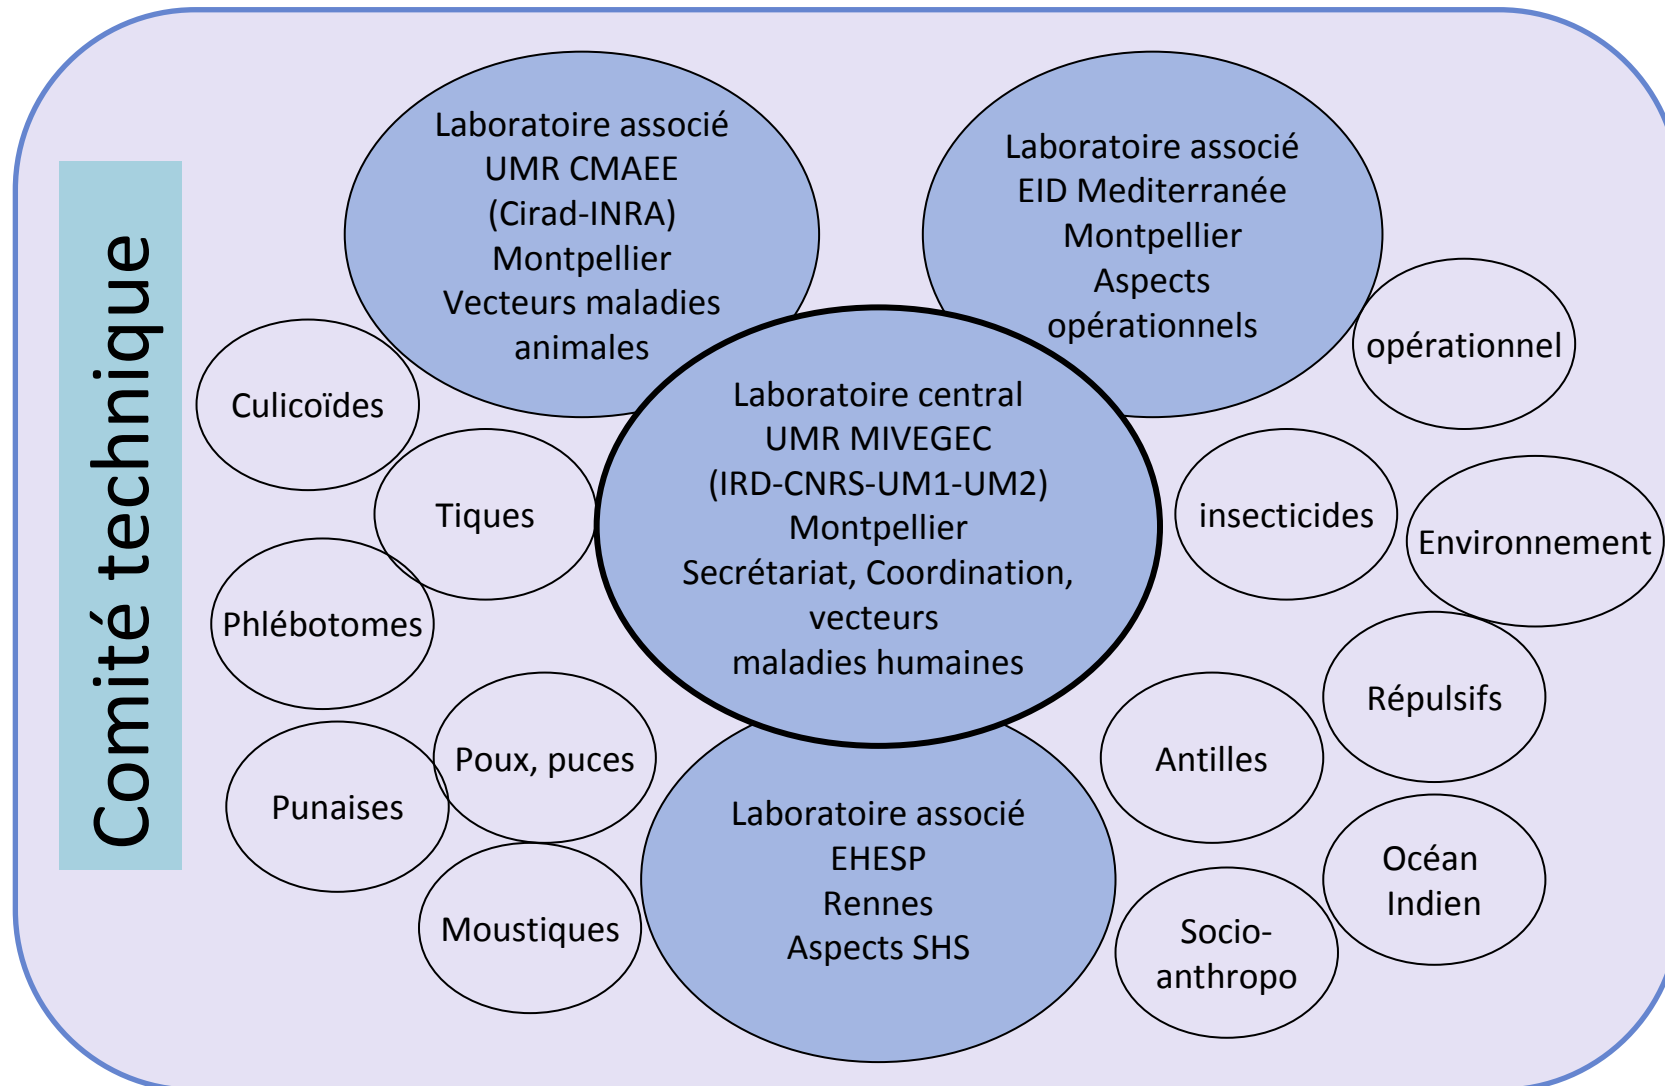 Comité technique
Laboratoire associé
UMR CMAEE
(Cirad-INRA)
Montpellier
Vecteurs maladies
animales
Laboratoire associé
EID Mediterranée
Montpellier
Aspects
opérationnels
Laboratoire central
UMR MIVEGEC
(IRD-CNRS-UM1-UM2)
Montpellier
Secrétariat, Coordination,
vecteurs
maladies humaines
Laboratoire associé
EHESP
Rennes
Aspects SHS
Culicoïdes
Tiques
Phlébotomes
Poux, puces
Punaises
Moustiques
opérationnel
insecticides
Environnement
Répulsifs
Antilles
Océan
Indien
Socio-
anthropo